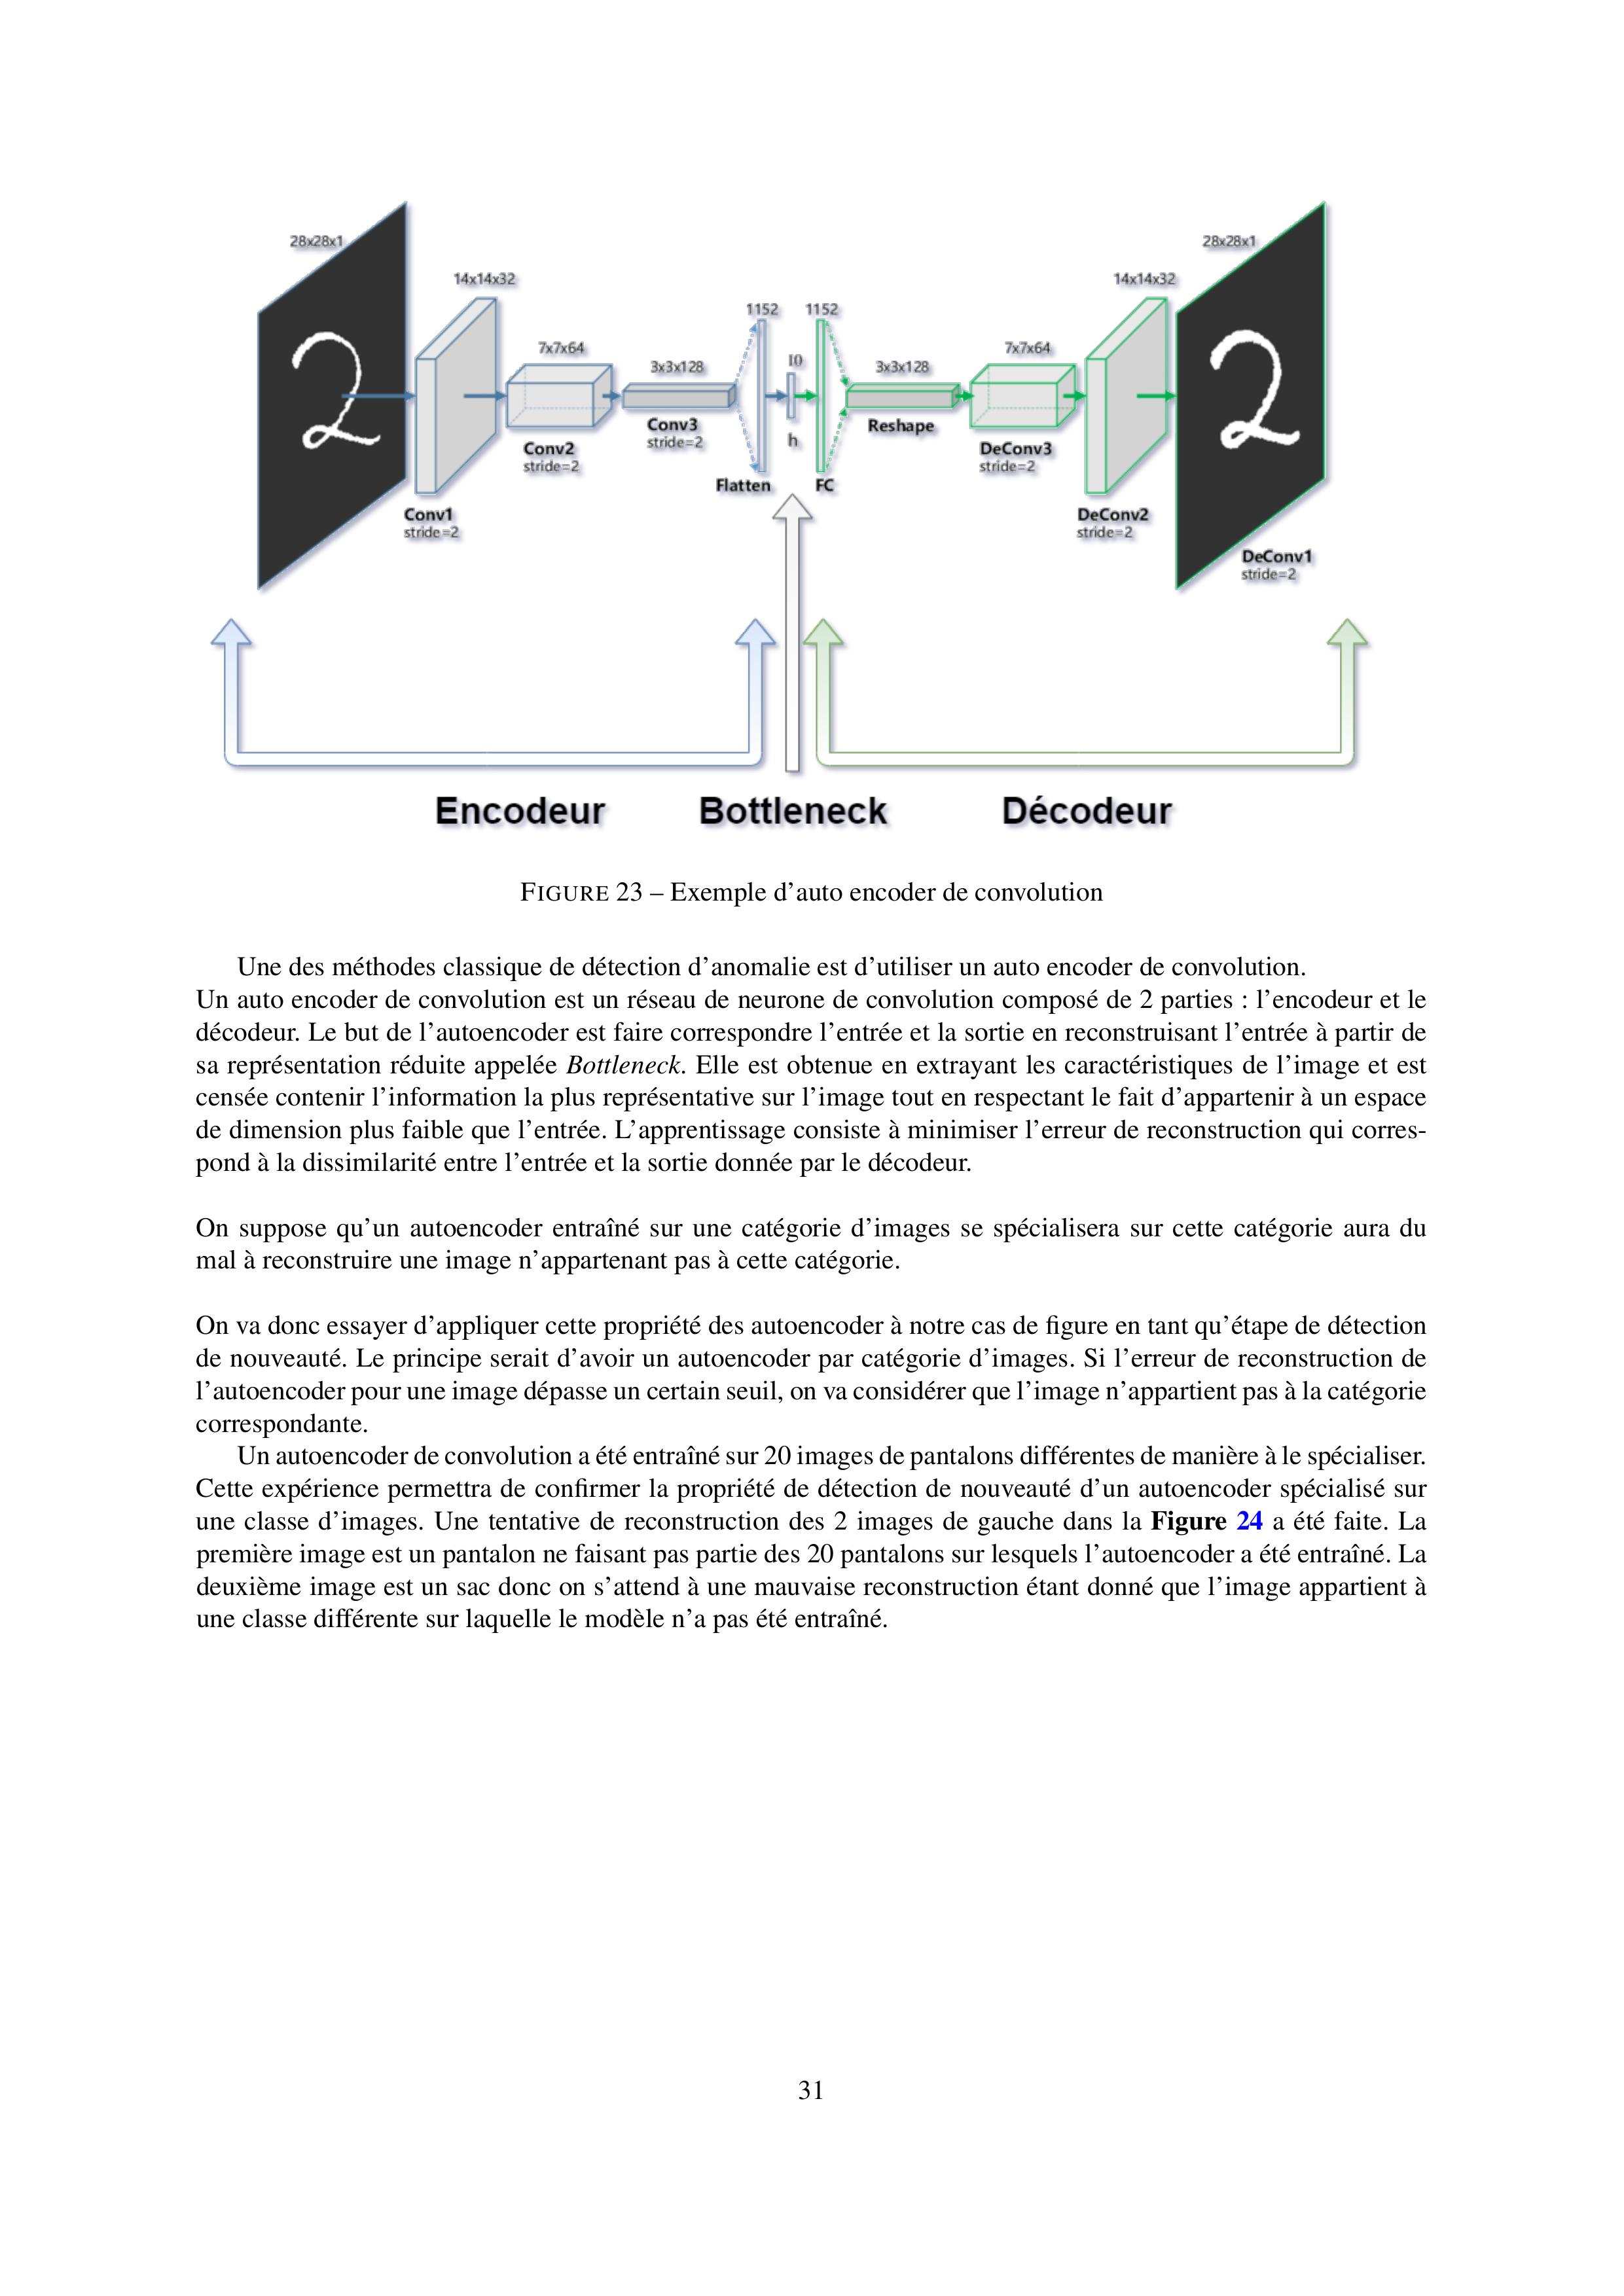 28x28x1
28x28x1
14x14x32
14x14x32
1152
1152
7x7x64
7x7x64
10
3x3x128
3x3x128
Conv3
stride=2
h
Reshape
Conv2
stride=2
DeConv3
stride=2
Flatten
FC
Conv1
stride=2
DeConv2
stride=2
DeConv1
stride=2
Encodeur
Bottleneck
Décodeur
FIGURE 23 – Exemple d'auto encoder de convolution
Une des méthodes classique de détection d'anomalie est d'utiliser un auto encoder de convolution.
Un auto encoder de convolution est un réseau de neurone de convolution composé de 2 parties : l'encodeur et le
décodeur. Le but de l'autoencoder est faire correspondre l'entrée et la sortie en reconstruisant l'entrée à partir de
sa représentation réduite appelée Bottleneck. Elle est obtenue en extrayant les caractéristiques de l'image et est
censée contenir l'information la plus représentative sur l'image tout en respectant le fait d'appartenir à un espace
de dimension plus faible que l'entrée. L'apprentissage consiste à minimiser l'erreur de reconstruction qui corres-
pond à la dissimilarité entre l'entrée et la sortie donnée par le décodeur.
On suppose qu'un autoencoder entraîné sur une catégorie d'images se spécialisera sur cette catégorie aura du
mal à reconstruire une image n'appartenant pas à cette catégorie.
On va donc essayer d'appliquer cette propriété des autoencoder à notre cas de figure en tant qu'étape de détection
de nouveauté. Le principe serait d'avoir un autoencoder par catégorie d'images. Si l'erreur de reconstruction de
l'autoencoder pour une image dépasse un certain seuil, on va considérer que l'image n'appartient pas à la catégorie
correspondante.
Un autoencoder de convolution a été entraîné sur 20 images de pantalons différentes de manière à le spécialiser.
Cette expérience permettra de confirmer la propriété de détection de nouveauté d'un autoencoder spécialisé sur
une classe d'images. Une tentative de reconstruction des 2 images de gauche dans la Figure 24 a été faite. La
première image est un pantalon ne faisant pas partie des 20 pantalons sur lesquels l'autoencoder a été entraîné. La
deuxième image est un sac donc on s'attend à une mauvaise reconstruction étant donné que l'image appartient à
une classe différente sur laquelle le modèle n'a pas été entraîné.
31